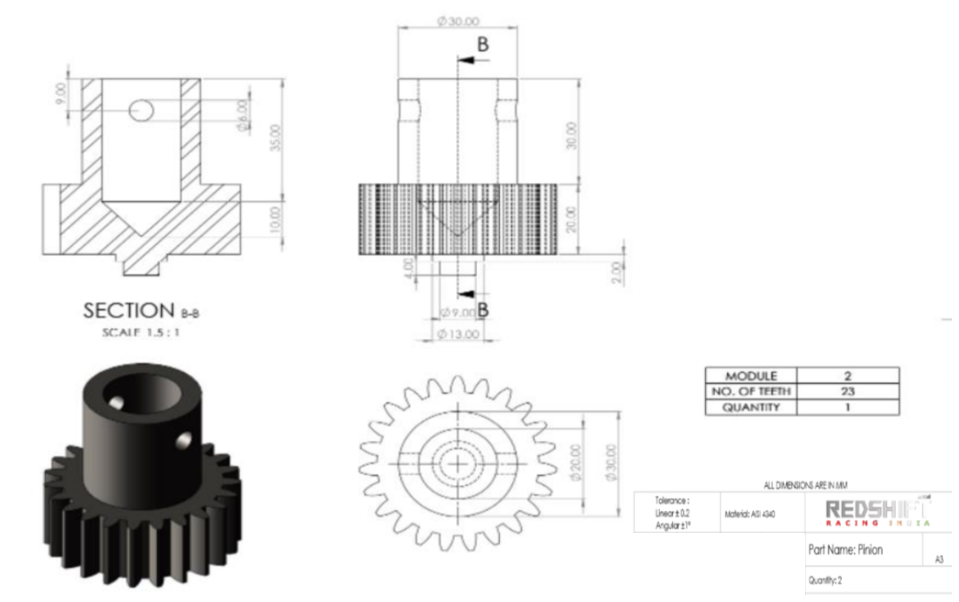 Ø30.00
B
9.00
Ø6.00
35.00
10.00
30.00
20.00
4.00
2.00
B
Ø9.00
Ø13.00
SECTION B-B
SCALE 1.5 : 1
Ø20.00
Ø30.00
MODULE 2
NO. OF TEETH 23
QUANTITY 1
ALL DIMENSIONS ARE IN MM
Tolerance :
Linear ± 0.2
Angular ±1°
Material: AISI 4340
REDSHIFT
RACING INDIA
Part Name: Pinion
A3
Quantity: 2